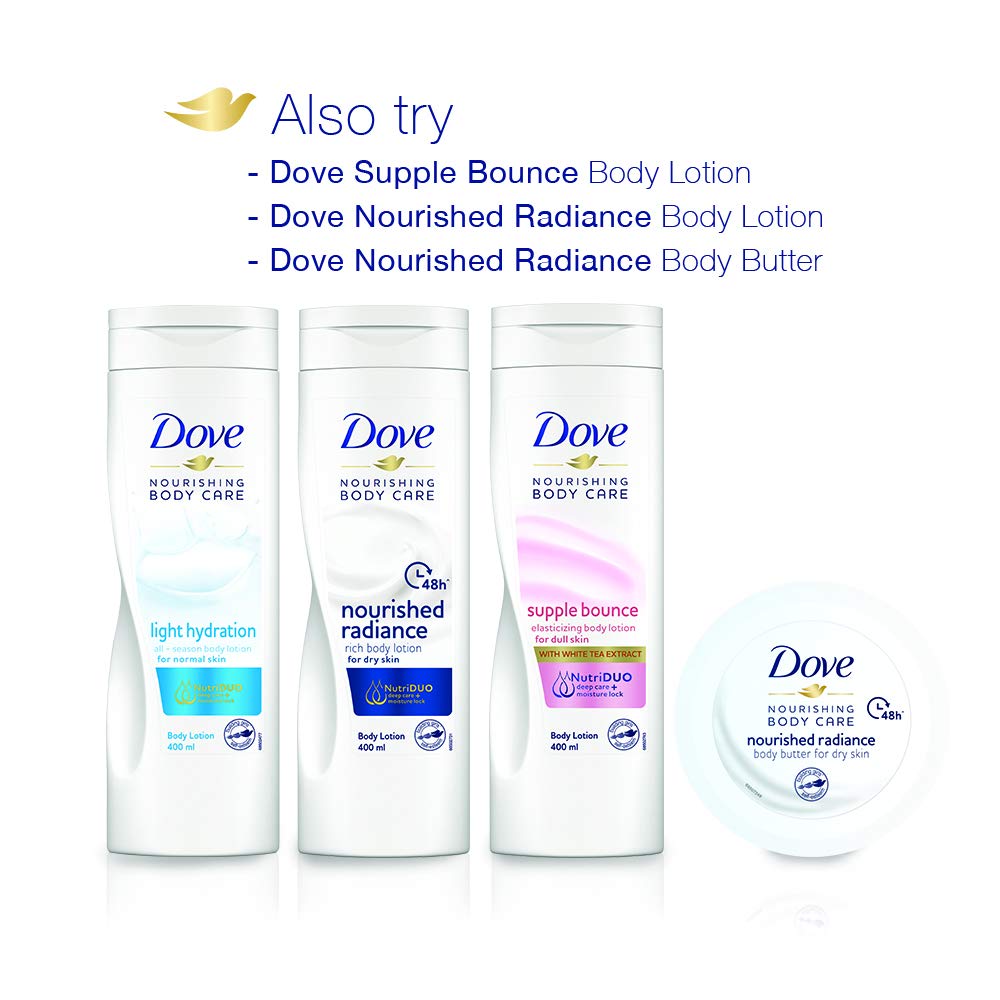 Also try
- Dove Supple Bounce Body Lotion
- Dove Nourished Radiance Body Lotion
- Dove Nourished Radiance Body Butter
Dove
NOURISHING
BODY CARE
light hydration
all - season body lotion
for normal skin
NutriDUO
deep care +
moisture lock
Body Lotion
400 ml
Dove
NOURISHING
BODY CARE
48h^
nourished
radiance
rich body lotion
for dry skin
NutriDUO
deep care +
moisture lock
Body Lotion
400 ml
Dove
NOURISHING
BODY CARE
supple bounce
elasticizing body lotion
for dull skin
WITH WHITE TEA EXTRACT
NutriDUO
deep care +
moisture lock
Body Lotion
400 ml
Dove
NOURISHING
BODY CARE
48h^
nourished radiance
body butter for dry skin